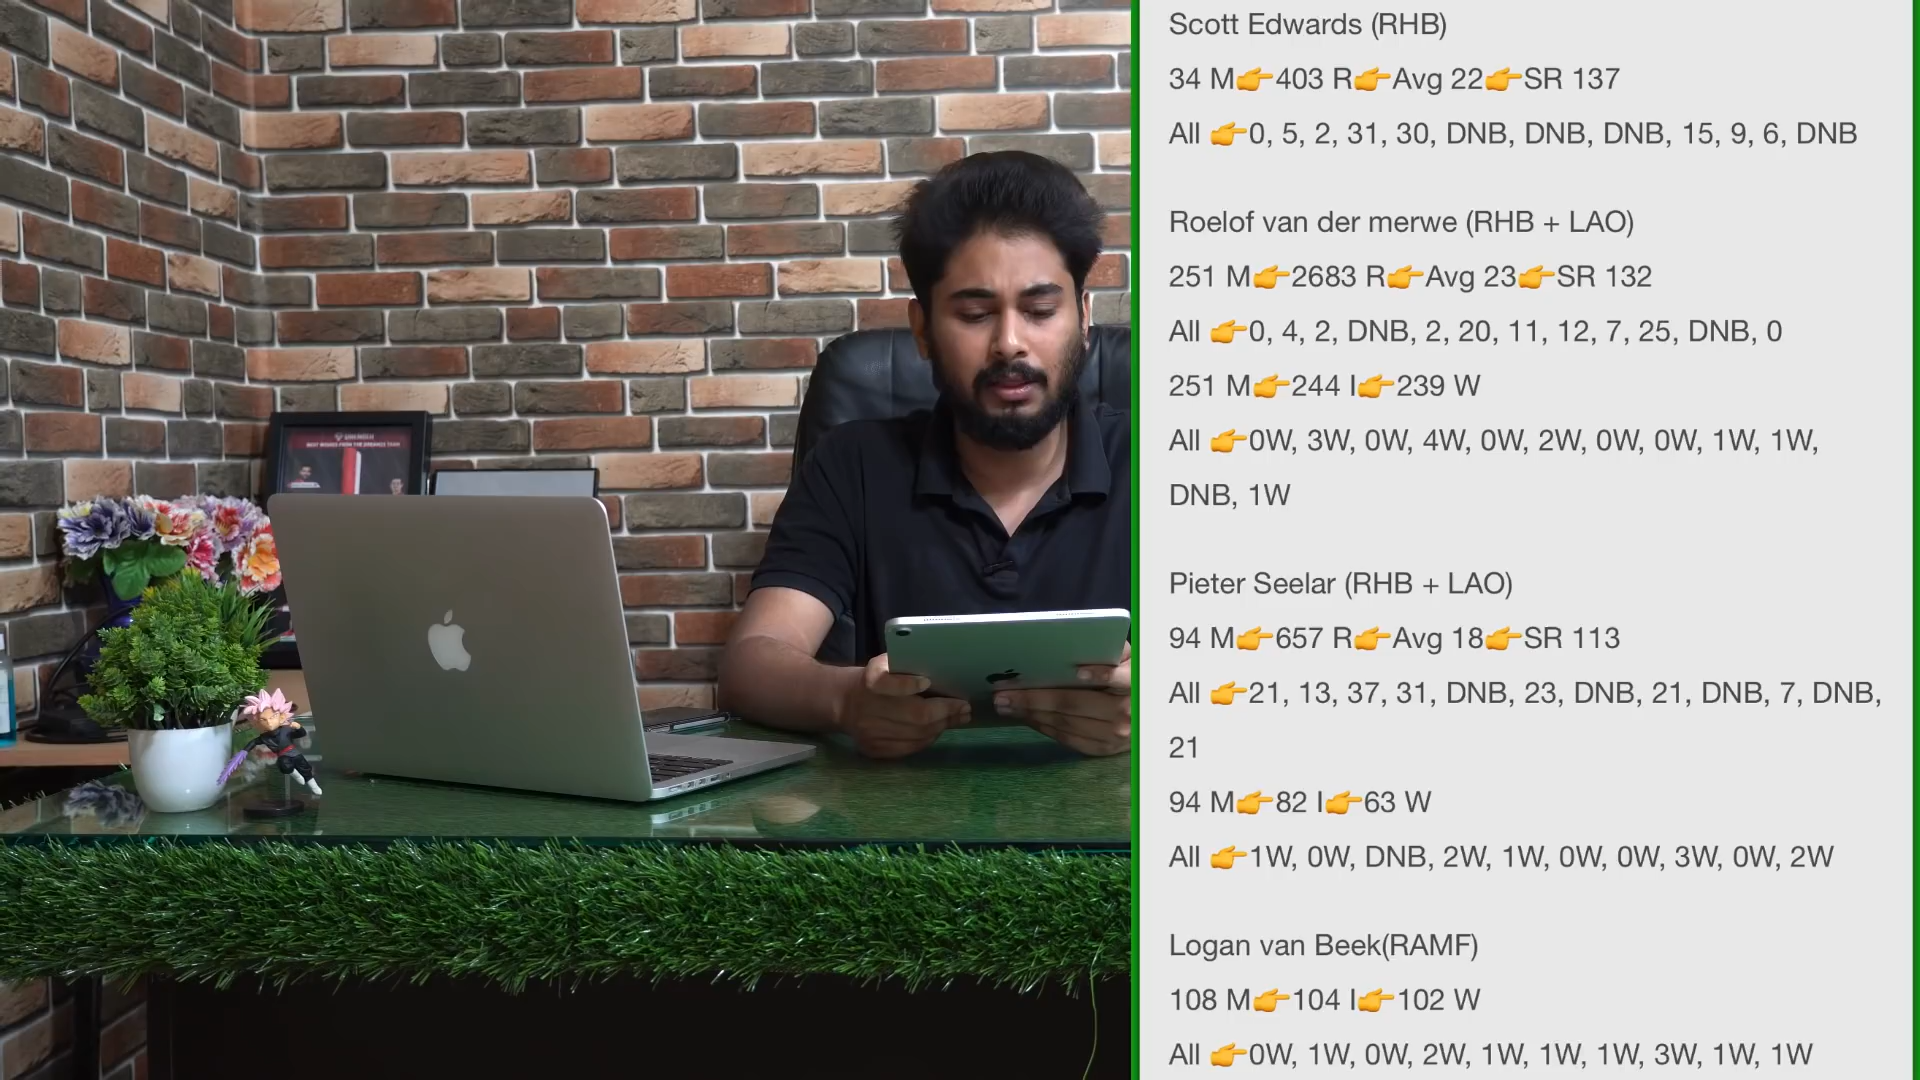 Scott Edwards (RHB)
34 M👉403 R👉Avg 22👉SR 137
All 👉0, 5, 2, 31, 30, DNB, DNB, DNB, 15, 9, 6, DNB
Roelof van der merwe (RHB + LAO)
251 M👉2683 R👉Avg 23👉SR 132
All 👉0, 4, 2, DNB, 2, 20, 11, 12, 7, 25, DNB, 0
251 M👉244 I👉239 W
All 👉0W, 3W, 0W, 4W, 0W, 2W, 0W, 0W, 1W, 1W,
DNB, 1W
Pieter Seelar (RHB + LAO)
94 M👉657 R👉Avg 18👉SR 113
All 👉21, 13, 37, 31, DNB, 23, DNB, 21, DNB, 7, DNB,
21
94 M👉82 I👉63 W
All 👉1W, 0W, DNB, 2W, 1W, 0W, 0W, 3W, 0W, 2W
Logan van Beek(RAMF)
108 M👉104 I👉102 W
All 👉0W, 1W, 0W, 2W, 1W, 1W, 1W, 3W, 1W, 1W